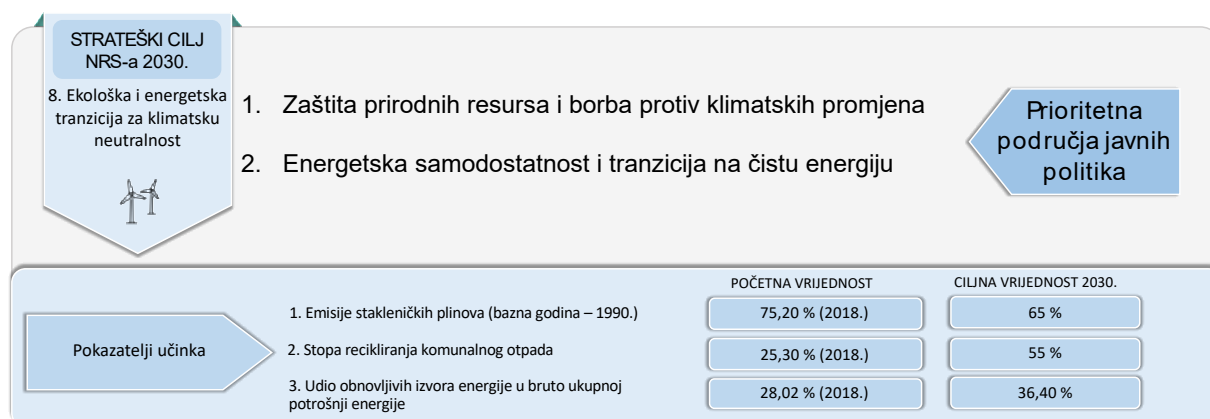 STRATEŠKI CILJ
NRS-a 2030.
8. Ekološka i energetska
tranzicija za klimatsku
neutralnost
1. Zaštita prirodnih resursa i borba protiv klimatskih promjena
2. Energetska samodostatnost i tranzicija na čistu energiju
Prioritetna
područja javnih
politika
POČETNA VRIJEDNOST
CILJNA VRIJEDNOST 2030.
Pokazatelji učinka
1. Emisije stakleničkih plinova (bazna godina – 1990.)
75,20 % (2018.)
65 %
2. Stopa recikliranja komunalnog otpada
25,30 % (2018.)
55 %
3. Udio obnovljivih izvora energije u bruto ukupnoj
potrošnji energije
28,02 % (2018.)
36,40 %